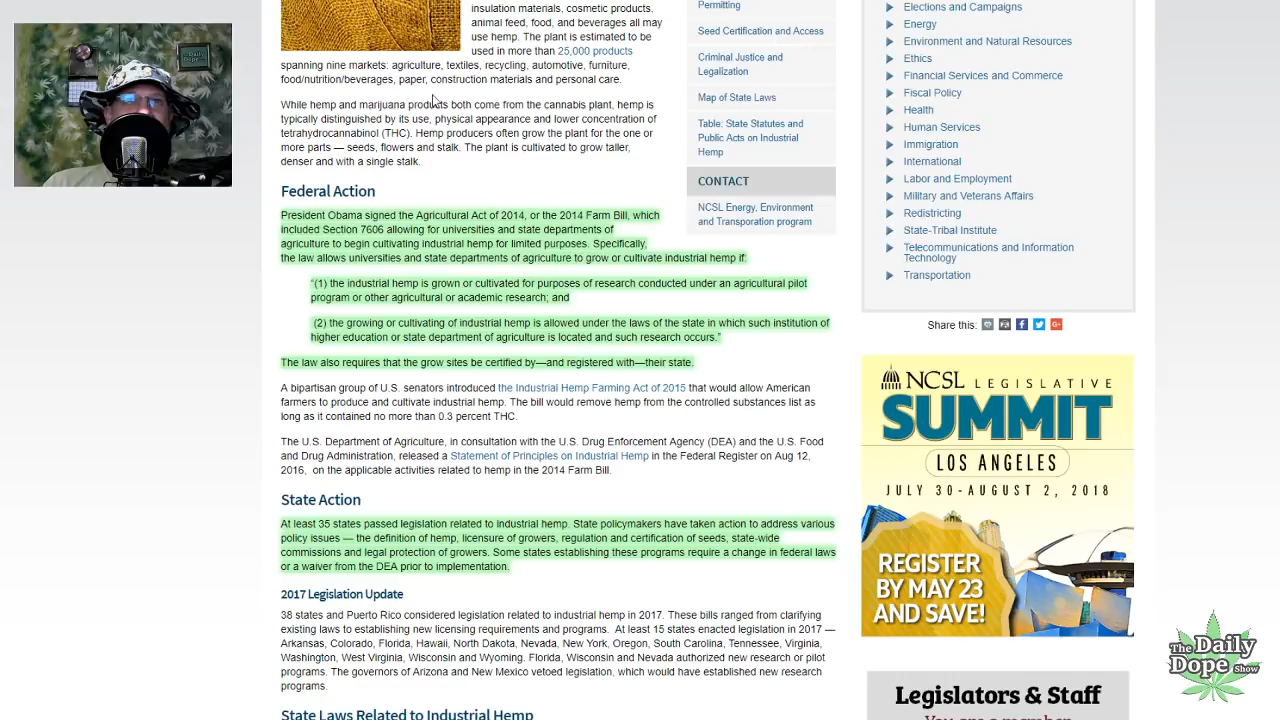 Daily
Dope
insulation materials, cosmetic products,
animal feed, food, and beverages all may
use hemp. The plant is estimated to be
used in more than 25,000 products
spanning nine markets: agriculture, textiles, recycling, automotive, furniture,
food/nutrition/beverages, paper, construction materials and personal care.
While hemp and marijuana products both come from the cannabis plant, hemp is
typically distinguished by its use, physical appearance and lower concentration of
tetrahydrocannabinol (THC). Hemp producers often grow the plant for the one or
more parts — seeds, flowers and stalk. The plant is cultivated to grow taller,
denser and with a single stalk.
Federal Action
President Obama signed the Agricultural Act of 2014, or the 2014 Farm Bill, which
included Section 7606 allowing for universities and state departments of
agriculture to begin cultivating industrial hemp for limited purposes. Specifically,
the law allows universities and state departments of agriculture to grow or cultivate industrial hemp if:
“(1) the industrial hemp is grown or cultivated for purposes of research conducted under an agricultural pilot
program or other agricultural or academic research; and
(2) the growing or cultivating of industrial hemp is allowed under the laws of the state in which such institution of
higher education or state department of agriculture is located and such research occurs.”
The law also requires that the grow sites be certified by—and registered with—their state.
A bipartisan group of U.S. senators introduced the Industrial Hemp Farming Act of 2015 that would allow American
farmers to produce and cultivate industrial hemp. The bill would remove hemp from the controlled substances list as
long as it contained no more than 0.3 percent THC.
The U.S. Department of Agriculture, in consultation with the U.S. Drug Enforcement Agency (DEA) and the U.S. Food
and Drug Administration, released a Statement of Principles on Industrial Hemp in the Federal Register on Aug 12,
2016, on the applicable activities related to hemp in the 2014 Farm Bill.
State Action
At least 35 states passed legislation related to industrial hemp. State policymakers have taken action to address various
policy issues — the definition of hemp, licensure of growers, regulation and certification of seeds, state-wide
commissions and legal protection of growers. Some states establishing these programs require a change in federal laws
or a waiver from the DEA prior to implementation.
2017 Legislation Update
38 states and Puerto Rico considered legislation related to industrial hemp in 2017. These bills ranged from clarifying
existing laws to establishing new licensing requirements and programs. At least 15 states enacted legislation in 2017 —
Arkansas, Colorado, Florida, Hawaii, North Dakota, Nevada, New York, Oregon, South Carolina, Tennessee, Virginia,
Washington, West Virginia, Wisconsin and Wyoming. Florida, Wisconsin and Nevada authorized new research or pilot
programs. The governors of Arizona and New Mexico vetoed legislation, which would have established new research
programs.
State Laws Related to Industrial Hemp
Permitting
Seed Certification and Access
Criminal Justice and
Legalization
Map of State Laws
Table: State Statutes and
Public Acts on Industrial
Hemp
CONTACT
NCSL Energy, Environment
and Transporation program
Elections and Campaigns
Energy
Environment and Natural Resources
Ethics
Financial Services and Commerce
Fiscal Policy
Health
Human Services
Immigration
International
Labor and Employment
Military and Veterans Affairs
Redistricting
State-Tribal Institute
Telecommunications and Information
Technology
Transportation
Share this:
NCSL LEGISLATIVE
SUMMIT
LOS ANGELES
JULY 30-AUGUST 2, 2018
REGISTER
BY MAY 23
AND SAVE!
Legislators & Staff
You are a member
The Daily
Dope Show